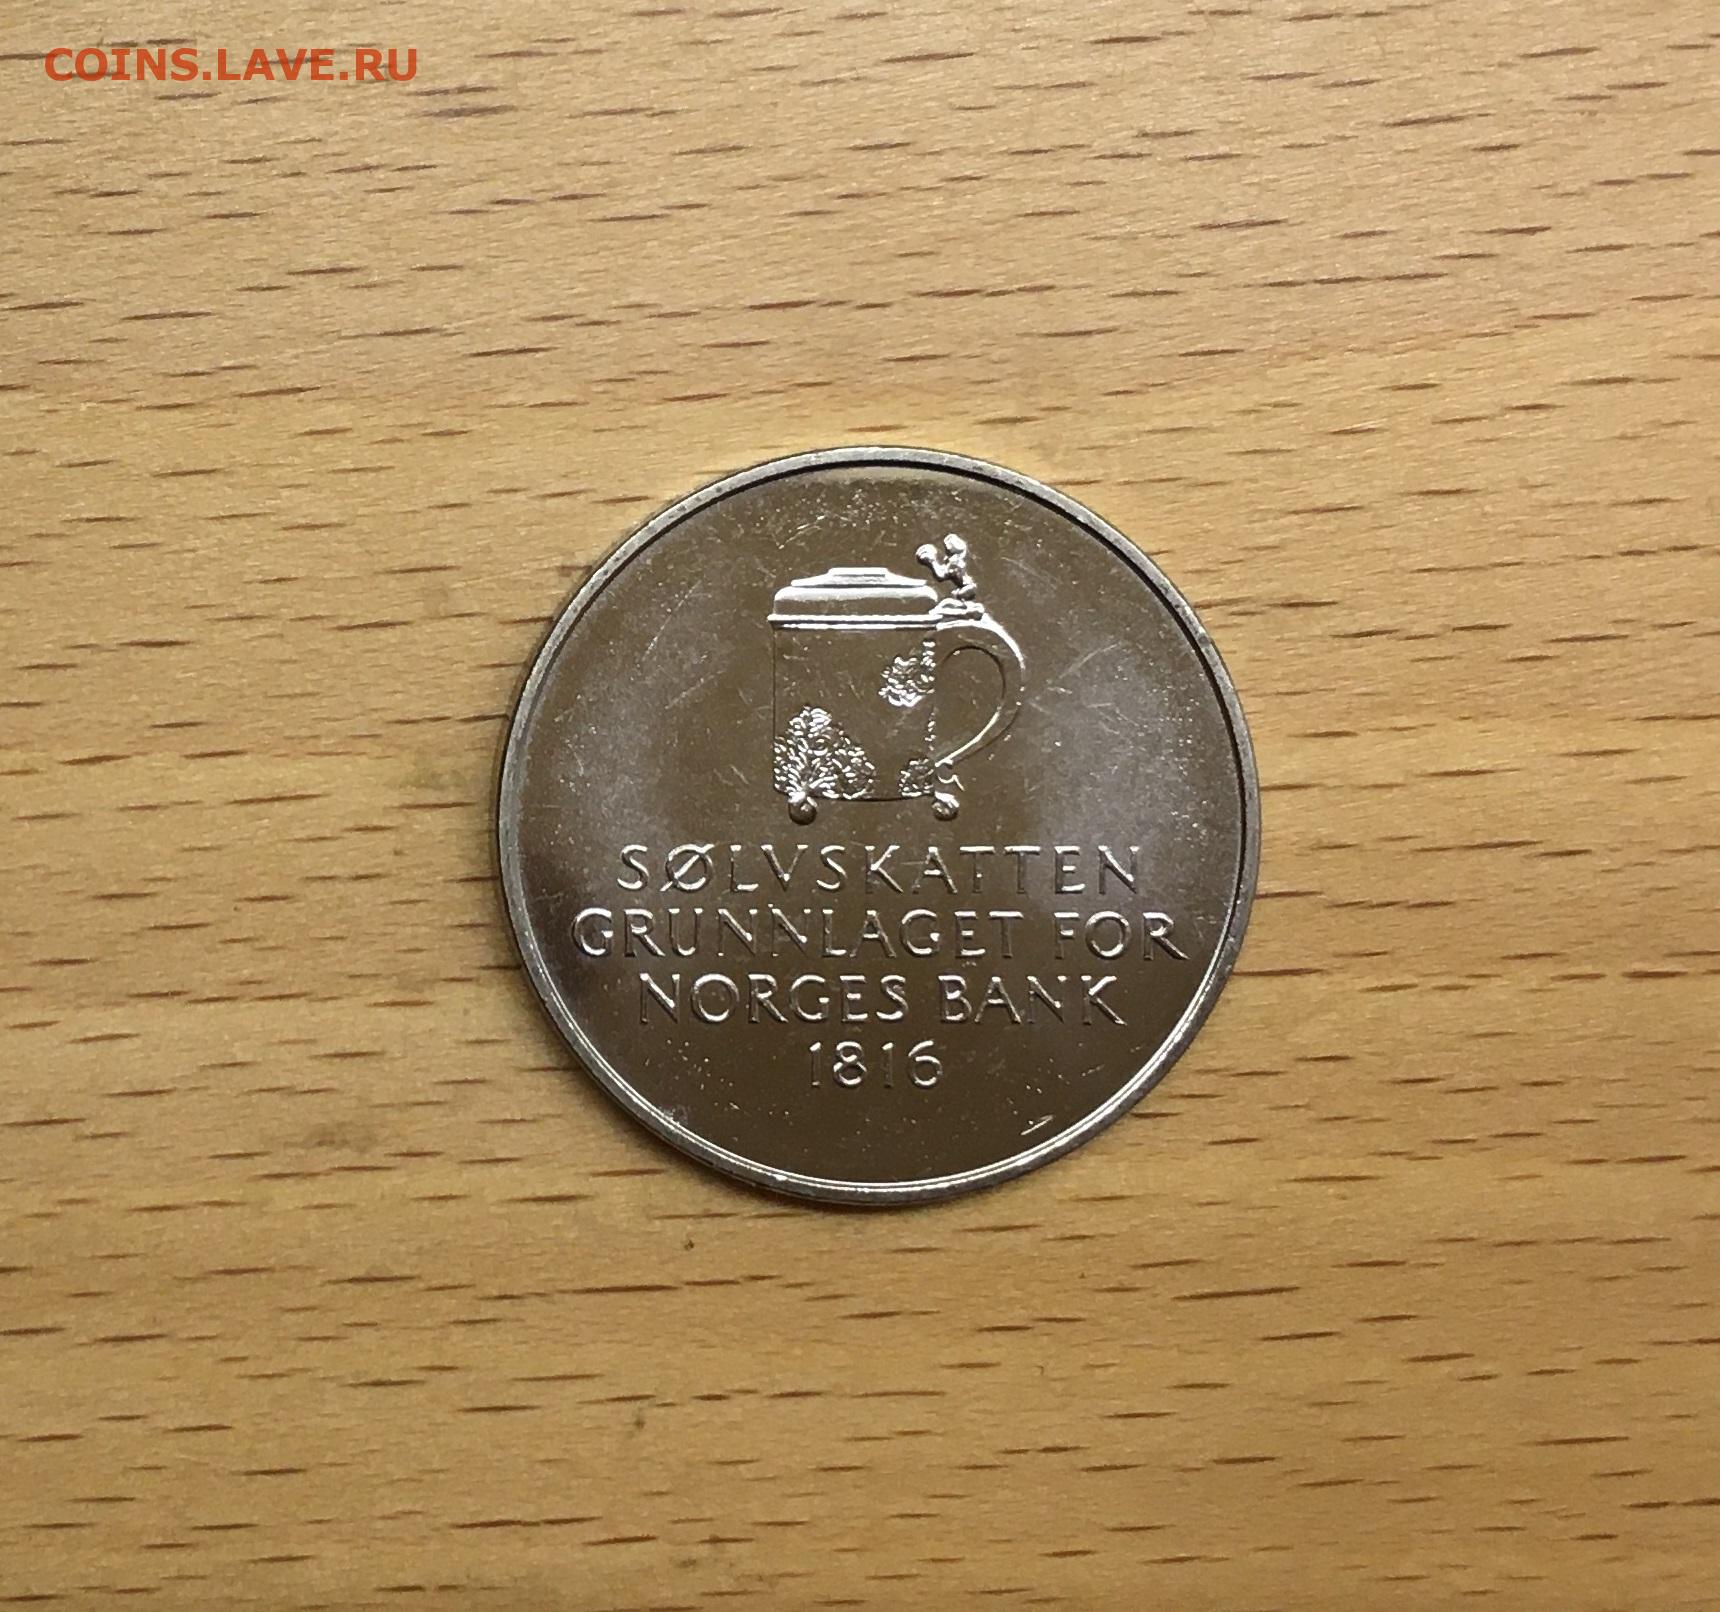 COINS.LAVE.RU
SØLVSKATTEN
GRUNNLAGET FOR
NORGES BANK
1816